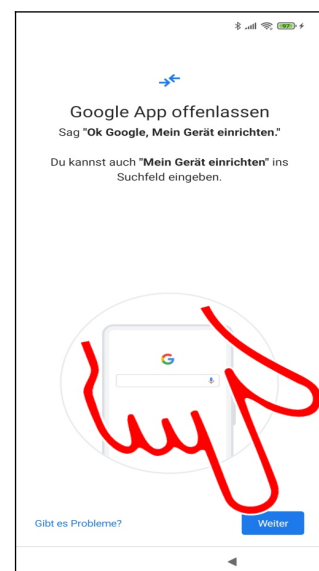 97
Google App offenlassen
Sag "Ok Google, Mein Gerät einrichten."
Du kannst auch "Mein Gerät einrichten" ins
Suchfeld eingeben.
G
Gibt es Probleme?
Weiter